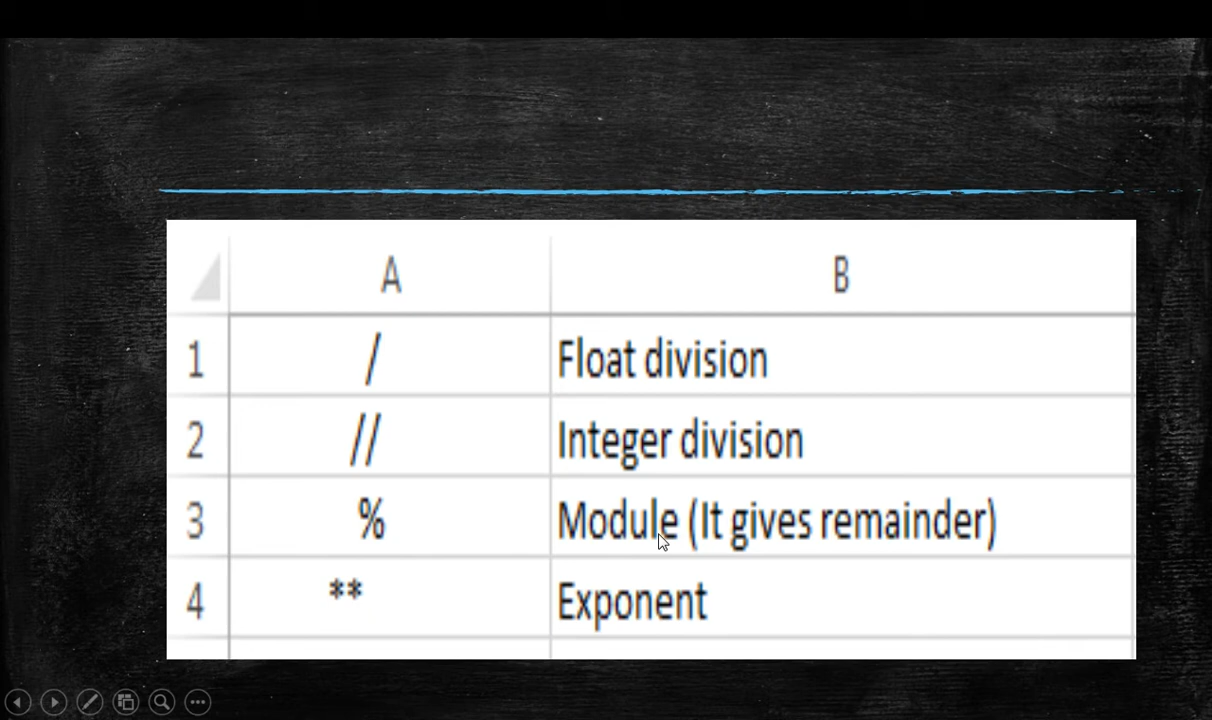 A B
1 / Float division
2 // Integer division
3 % Module (It gives remainder)
4 ** Exponent